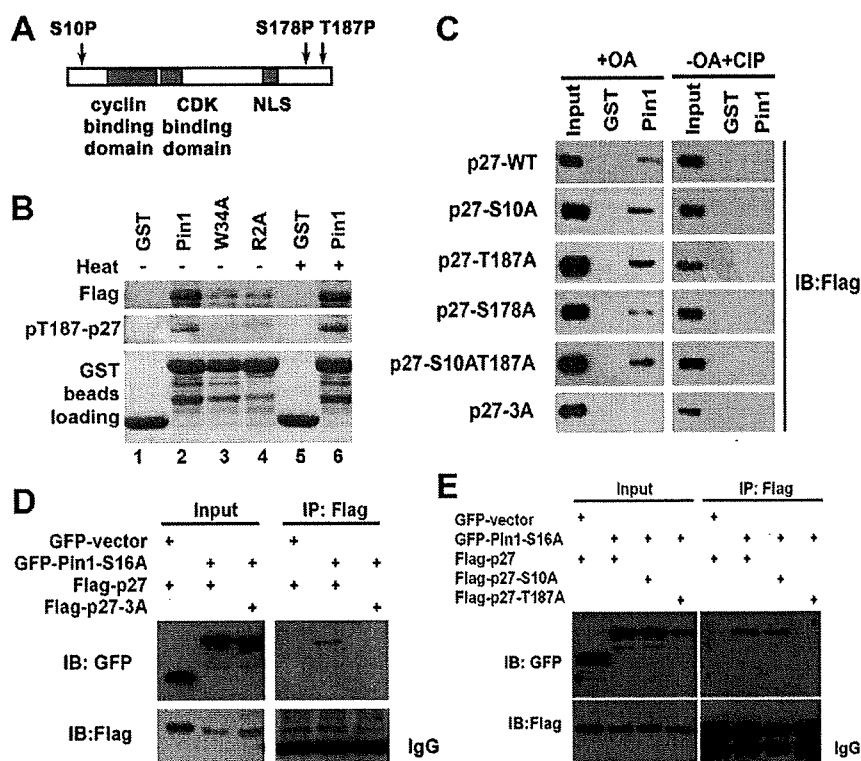 A
S10P
S178P T187P
cyclin binding domain
CDK binding domain
NLS
B
GST Pin1 W34A R2A GST Pin1
Heat - - - - + +
Flag
pT187-p27
GST beads loading
1 2 3 4 5 6
C
+OA -OA+CIP
Input GST Pin1 Input GST Pin1
p27-WT
p27-S10A
p27-T187A
p27-S178A
p27-S10AT187A
p27-3A
IB:Flag
D
Input IP: Flag
GFP-vector + +
GFP-Pin1-S16A + + + +
Flag-p27 + + + +
Flag-p27-3A + +
IB: GFP
IB:Flag
IgG
E
Input IP: Flag
GFP-vector + +
GFP-Pin1-S16A + + + + + +
Flag-p27 + + + +
Flag-p27-S10A + +
Flag-p27-T187A + +
IB: GFP
IB:Flag
IgG